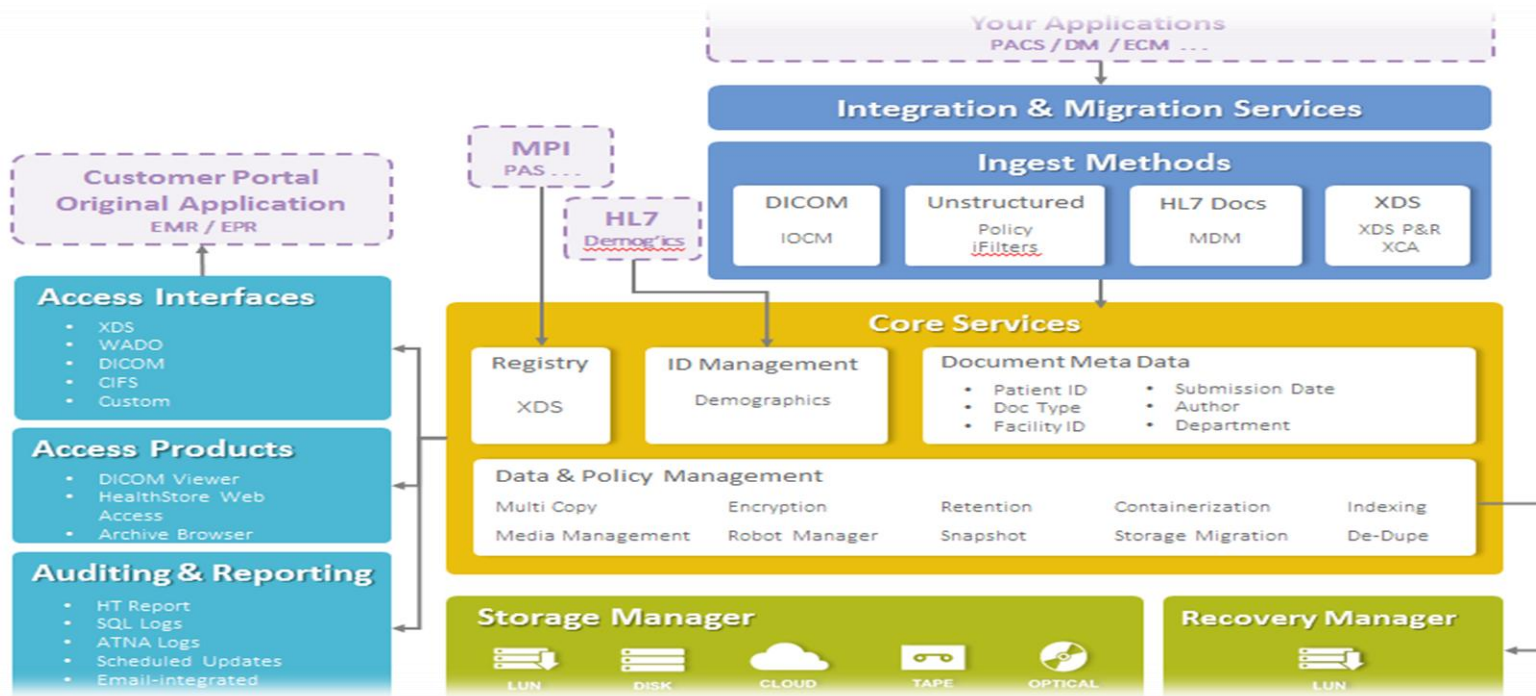 Your Applications
PACS / DM / ECM ...
Integration & Migration Services
MPI
PAS ....
HL7
Demog'ics
Ingest Methods
DICOM
IOCM
Unstructured
Policy
iFilters
HL7 Docs
MDM
XDS
XDS P&R
XCA
Customer Portal
Original Application
EMR / EPR
Access Interfaces
• XDS
• WADO
• DICOM
• CIFS
• Custom
Access Products
• DICOM Viewer
• HealthStore Web
Access
• Archive Browser
Auditing & Reporting
• HT Report
• SQL Logs
• ATNA Logs
• Scheduled Updates
• Email-integrated
Core Services
Registry
XDS
ID Management
Demographics
Document Meta Data
• Patient ID
• Doc Type
• Facility ID
• Submission Date
• Author
• Department
Data & Policy Management
Multi Copy Encryption Retention Containerization Indexing
Media Management Robot Manager Snapshot Storage Migration De-Dupe
Storage Manager
LUN DISK CLOUD TAPE OPTICAL
Recovery Manager
LUN